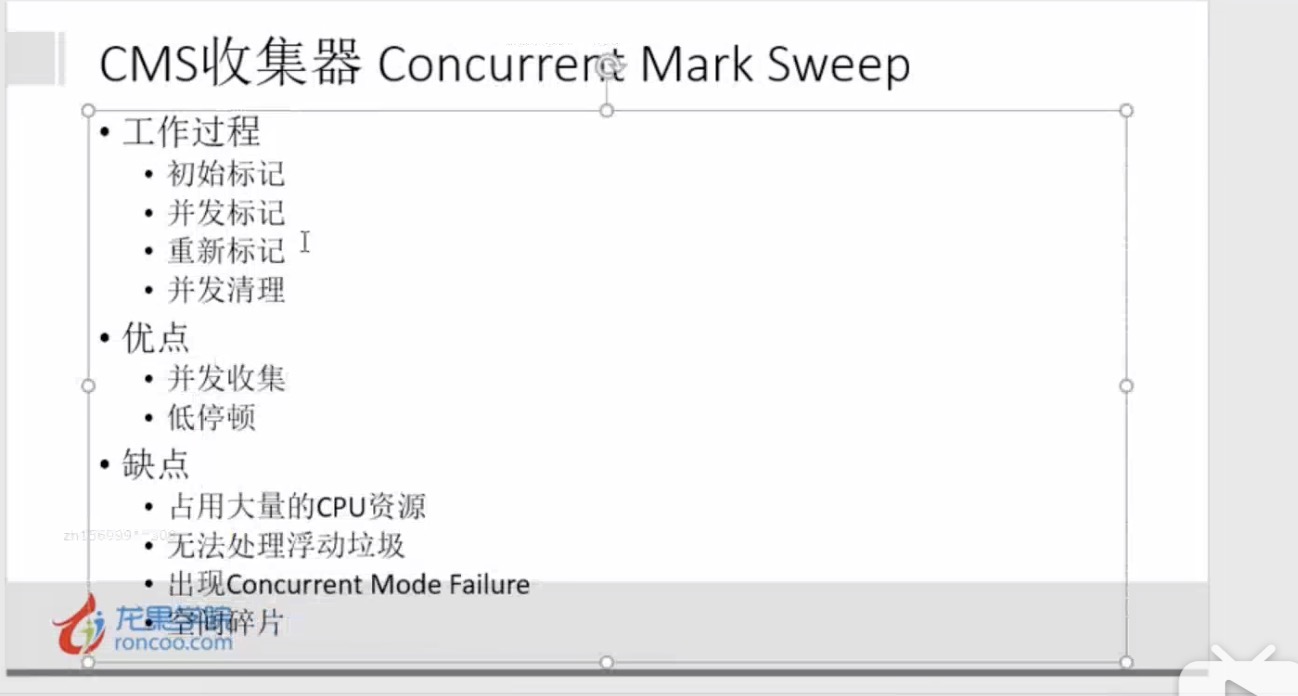 CMS收集器 Concurrent Mark Sweep
• 工作过程
• 初始标记
• 并发标记
• 重新标记
• 并发清理
• 优点
• 并发收集
• 低停顿
• 缺点
• 占用大量的CPU资源
• 无法处理浮动垃圾
• 出现Concurrent Mode Failure
• 空间碎片
龙果学院
roncoo.com